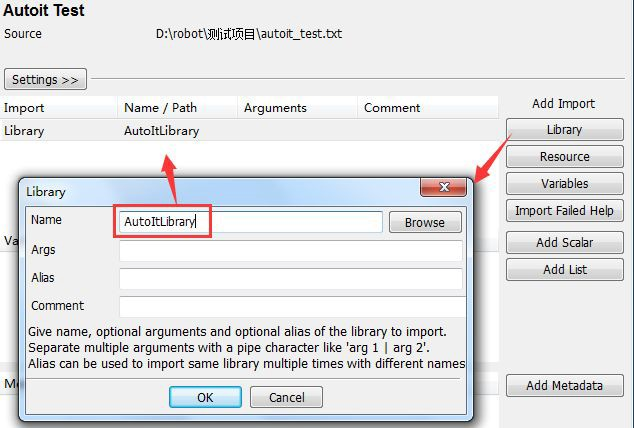 Autoit Test
Source D:\robot\测试项目\autoit_test.txt
Settings >>
Import Name / Path Arguments Comment
Library AutoItLibrary
Add Import
Library
Resource
Variables
Import Failed Help
Add Scalar
Add List
Add Metadata
Library
Name AutoItLibrary Browse
Args
Alias
Comment
Give name, optional arguments and optional alias of the library to import.
Separate multiple arguments with a pipe character like 'arg 1 | arg 2'.
Alias can be used to import same library multiple times with different names
OK Cancel